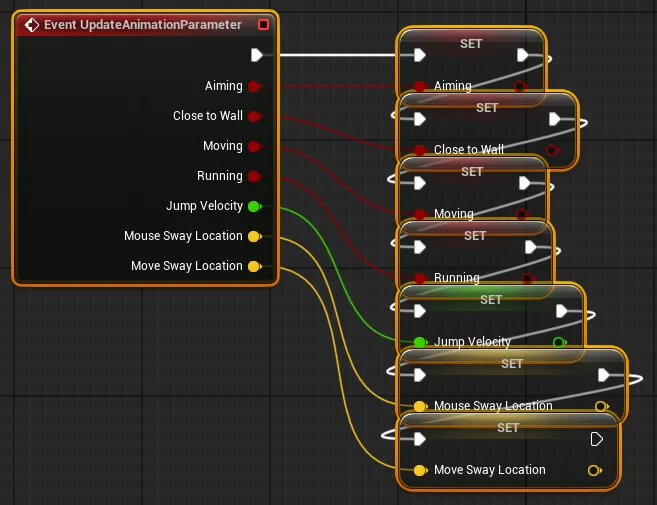 Event UpdateAnimationParameter
Aiming
Close to Wall
Moving
Running
Jump Velocity
Mouse Sway Location
Move Sway Location
SET
Aiming
SET
Close to Wall
SET
Moving
SET
Running
SET
Jump Velocity
SET
Mouse Sway Location
SET
Move Sway Location